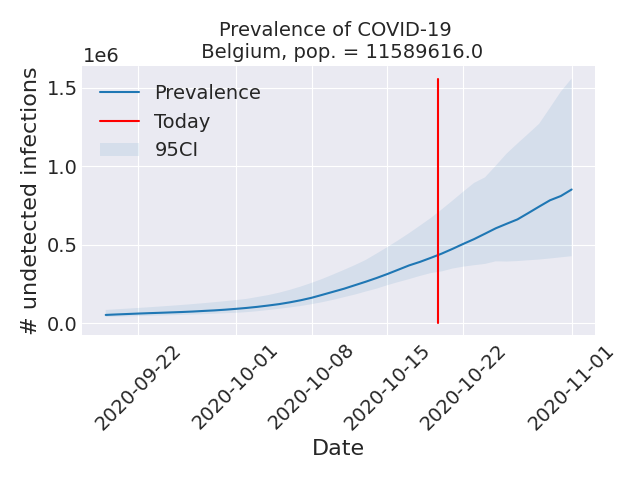 Prevalence of COVID-19
Belgium, pop. = 11589616.0
1e6
1.5
1.0
0.5
0.0
# undetected infections
Prevalence
Today
95CI
2020-09-22
2020-10-01
2020-10-08
2020-10-15
2020-10-22
2020-11-01
Date